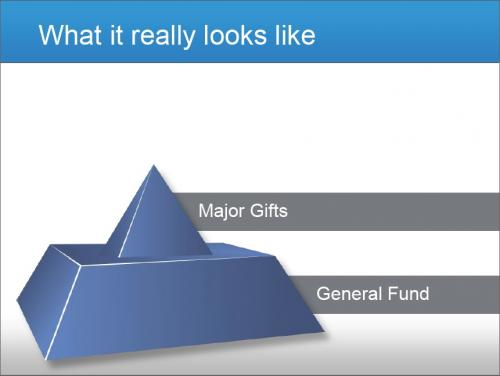 What it really looks like
Major Gifts
General Fund